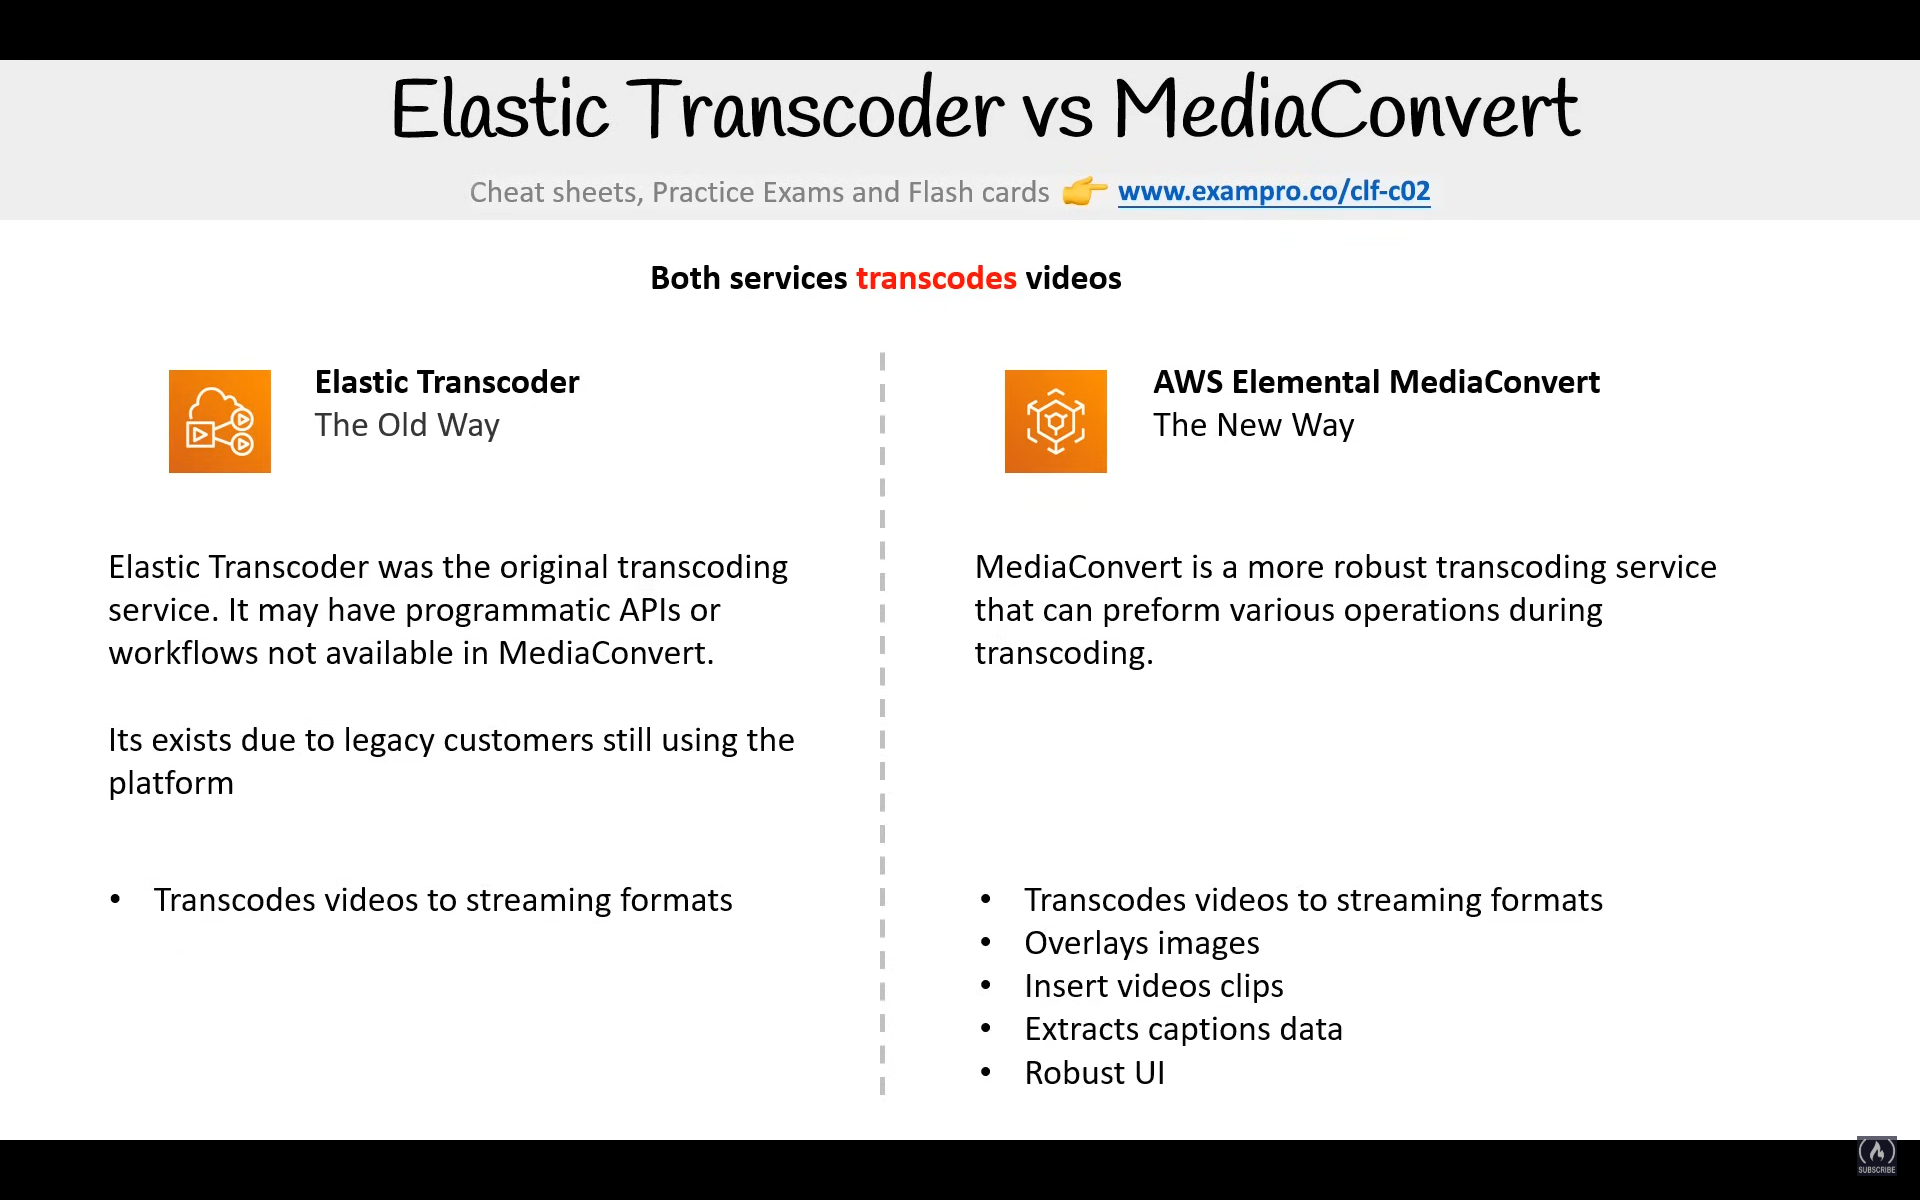 Elastic Transcoder vs MediaConvert
Cheat sheets, Practice Exams and Flash cards 👉 www.exampro.co/clf-c02
Both services transcodes videos
Elastic Transcoder
The Old Way
Elastic Transcoder was the original transcoding
service. It may have programmatic APIs or
workflows not available in MediaConvert.
Its exists due to legacy customers still using the
platform
• Transcodes videos to streaming formats
AWS Elemental MediaConvert
The New Way
MediaConvert is a more robust transcoding service
that can preform various operations during
transcoding.
• Transcodes videos to streaming formats
• Overlays images
• Insert videos clips
• Extracts captions data
• Robust UI
SUBSCRIBE